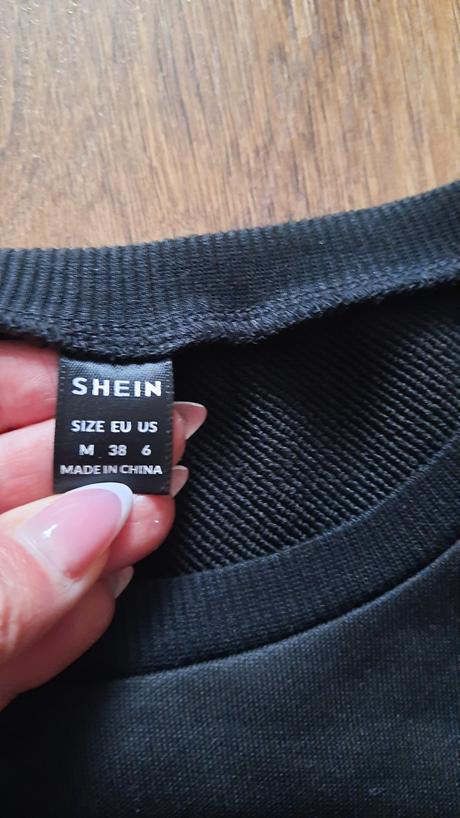 SHEIN
SIZE EU US
M 38 6
MADE IN CHINA